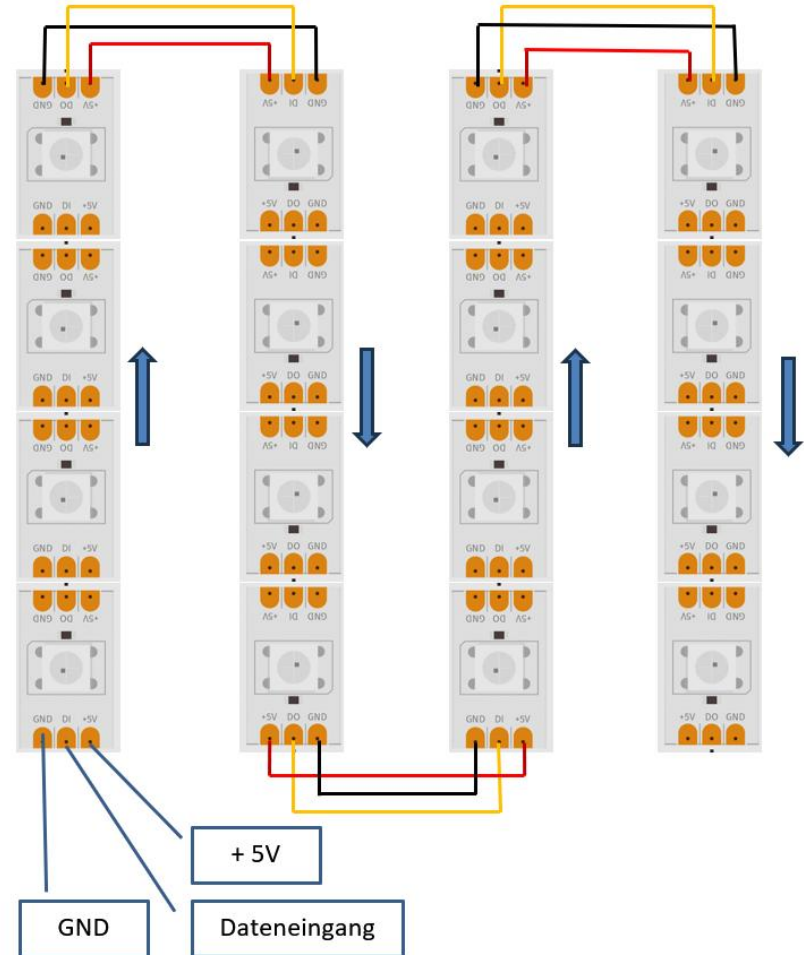 GND DO +5V +5V DI GND GND DO +5V +5V DI GND
GND DI +5V +5V DO GND GND DI +5V +5V DO GND
GND DO +5V +5V DI GND GND DO +5V +5V DI GND
GND DI +5V +5V DO GND GND DI +5V +5V DO GND
GND DO +5V +5V DI GND GND DO +5V +5V DI GND
GND DI +5V +5V DO GND GND DI +5V +5V DO GND
GND DO +5V +5V DI GND GND DO +5V +5V DI GND
GND DI +5V +5V DO GND GND DI +5V +5V DO GND
+ 5V
GND Dateneingang